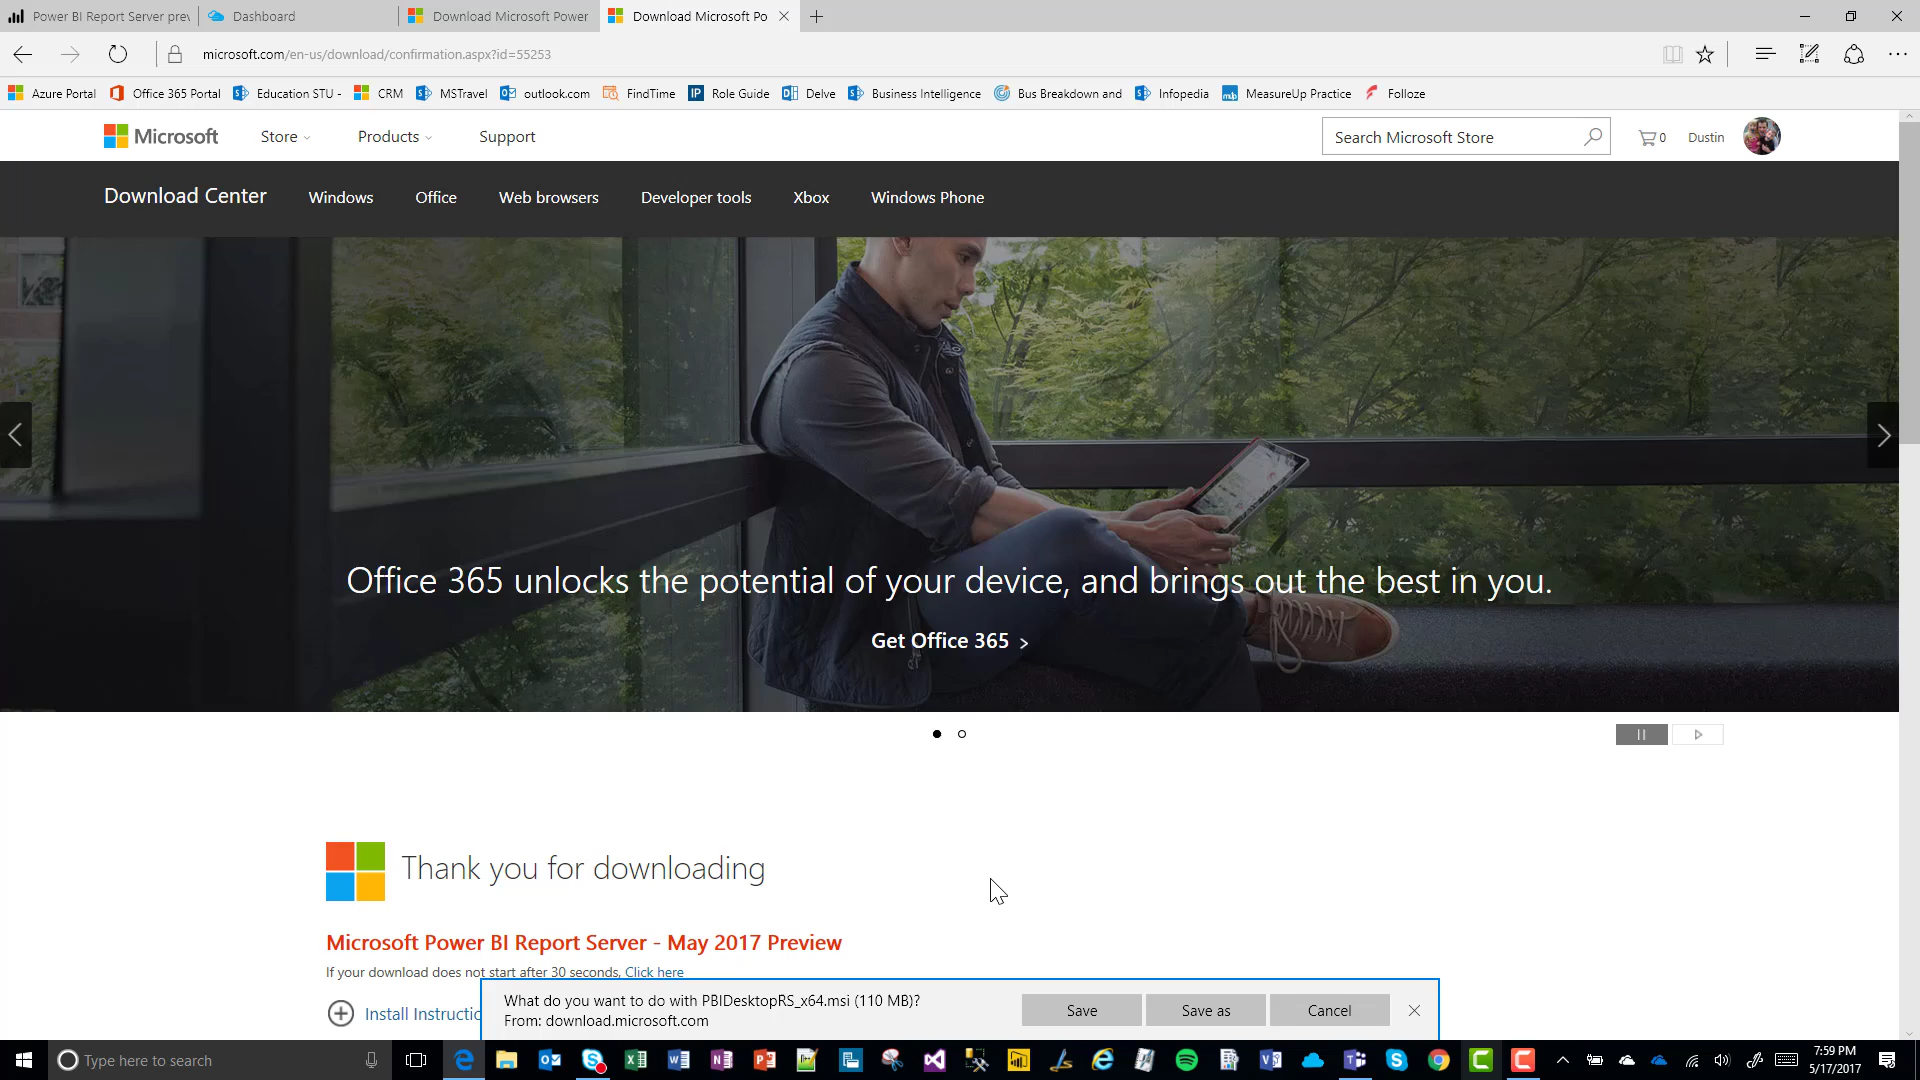 Power BI Report Server prev
Dashboard
Download Microsoft Power
Download Microsoft Po
microsoft.com/en-us/download/confirmation.aspx?id=55253
Azure Portal
Office 365 Portal
Education STU -
CRM
MSTravel
outlook.com
FindTime
IP Role Guide
Delve
Business Intelligence
Bus Breakdown and
Infopedia
MeasureUp Practice
Folloze
Microsoft
Store
Products
Support
Search Microsoft Store
0
Dustin
Download Center
Windows
Office
Web browsers
Developer tools
Xbox
Windows Phone
Office 365 unlocks the potential of your device, and brings out the best in you.
Get Office 365 >
Thank you for downloading
Microsoft Power BI Report Server - May 2017 Preview
If your download does not start after 30 seconds, Click here
Install Instructio
What do you want to do with PBIDesktopRS_x64.msi (110 MB)?
From: download.microsoft.com
Save
Save as
Cancel
Type here to search
7:59 PM
5/17/2017